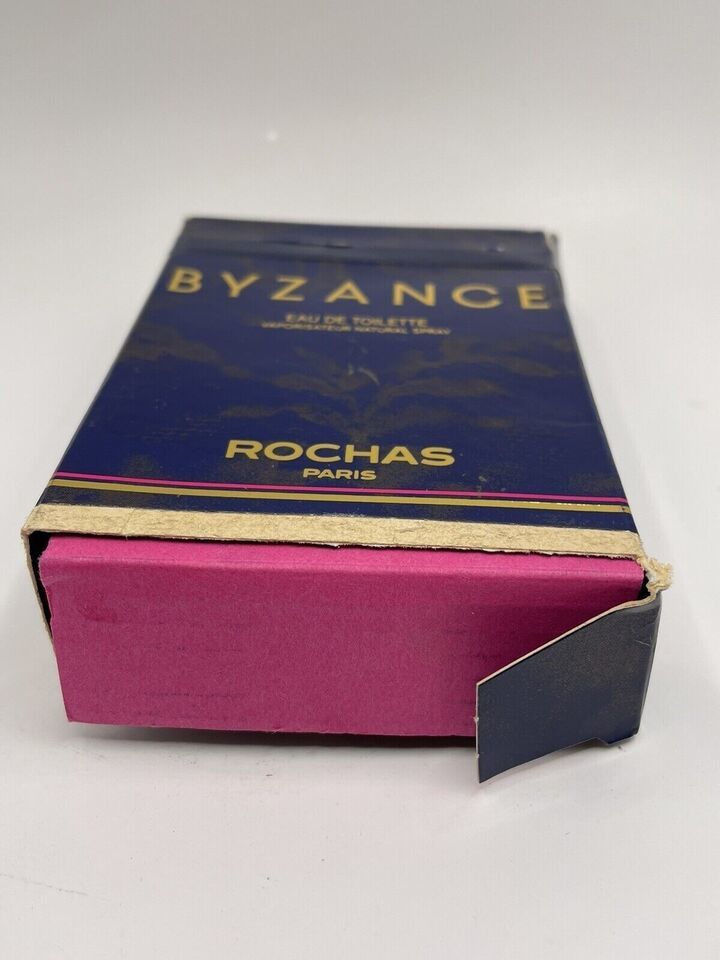 BYZANCE
EAU DE TOILETTE
VAPORISATEUR NATURAL SPRAY
ROCHAS
PARIS